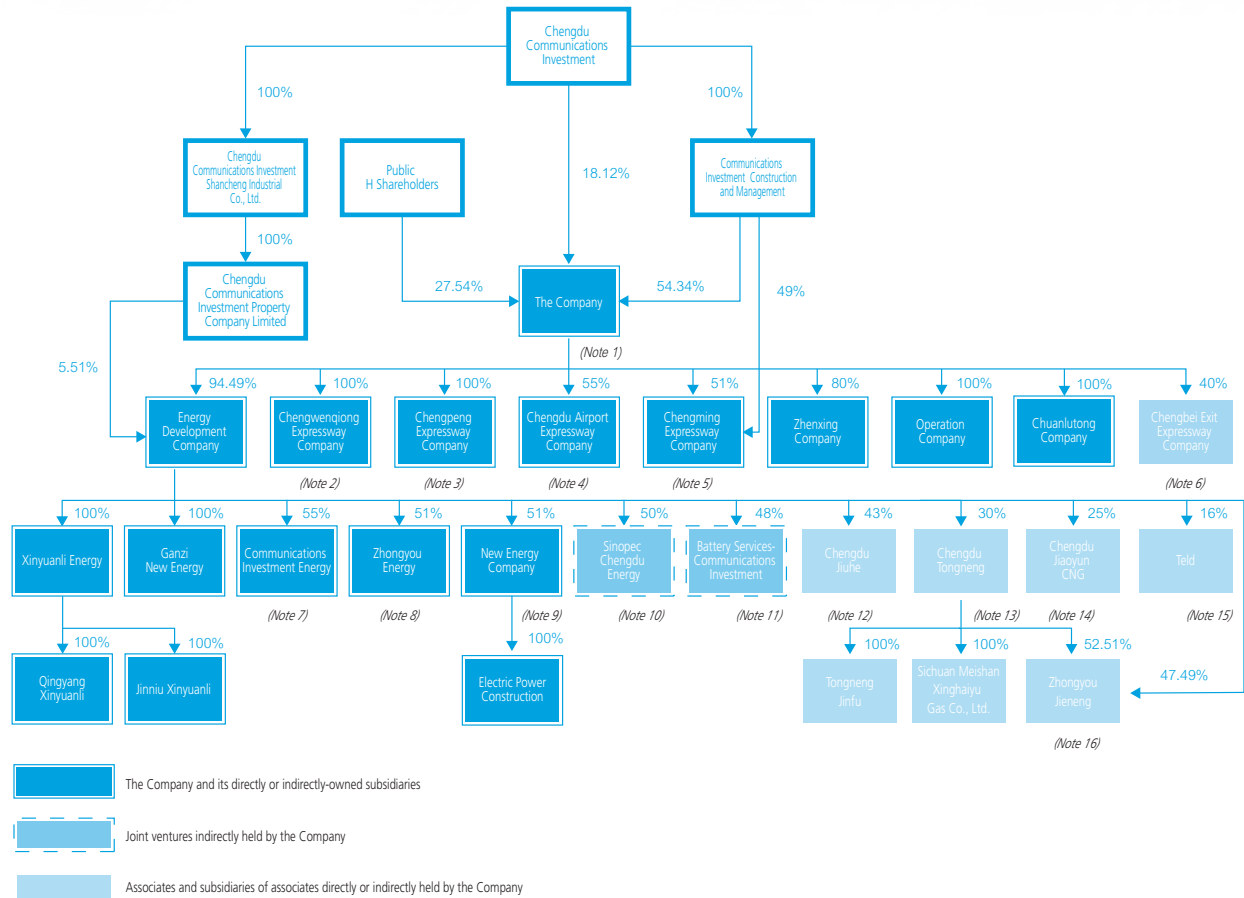 Chengdu
Communications
Investment
100%
100%
18.12%
Chengdu
Communications Investment
Shancheng Industrial
Co., Ltd.
Public
H Shareholders
Communications
Investment Construction
and Management
100%
Chengdu
Communications
Investment Property
Company Limited
27.54%
The Company
54.34%
49%
(Note 1)
5.51%
94.49%
100%
100%
55%
51%
80%
100%
100%
40%
Energy
Development
Company
Chengwenqiong
Expressway
Company
Chengpeng
Expressway
Company
Chengdu Airport
Expressway
Company
Chengming
Expressway
Company
Zhenxing
Company
Operation
Company
Chuanlutong
Company
Chengbei Exit
Expressway
Company
(Note 2)
(Note 3)
(Note 4)
(Note 5)
(Note 6)
100%
100%
55%
51%
51%
50%
48%
43%
30%
25%
16%
Xinyuanli Energy
Ganzi
New Energy
Communications
Investment Energy
Zhongyou
Energy
New Energy
Company
Sinopec
Chengdu
Energy
Battery Services-
Communications
Investment
Chengdu
Jiuhe
Chengdu
Tongneng
Chengdu
Jiaoyun
CNG
Teld
(Note 7)
(Note 8)
(Note 9)
(Note 10)
(Note 11)
(Note 12)
(Note 13)
(Note 14)
(Note 15)
100%
100%
100%
100%
100%
52.51%
47.49%
Qingyang
Xinyuanli
Jinniu Xinyuanli
Electric Power
Construction
Tongneng
Jinfu
Sichuan Meishan
Xinghaiyu
Gas Co., Ltd.
Zhongyou
Jieneng
(Note 16)
The Company and its directly or indirectly-owned subsidiaries
Joint ventures indirectly held by the Company
Associates and subsidiaries of associates directly or indirectly held by the Company